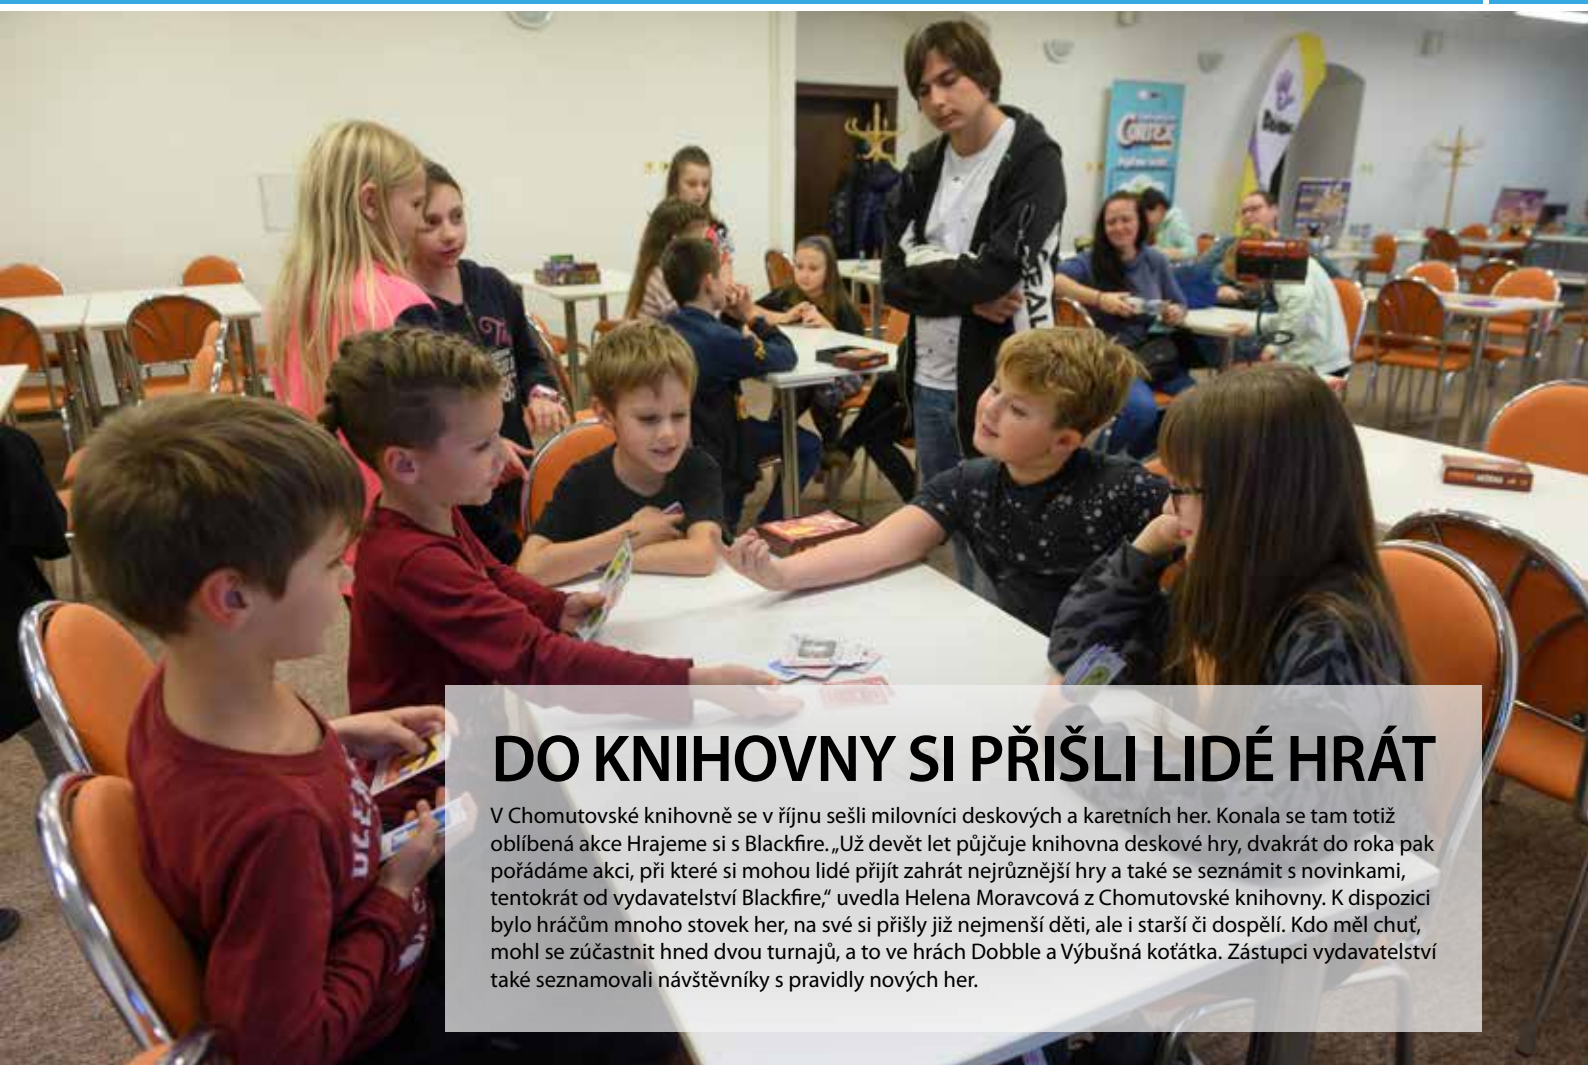 CORTEX
DO KNIHOVNY SI PŘIŠLI LIDÉ HRÁT
V Chomutovské knihovně se v říjnu sešli milovníci deskových a karetních her. Konala se tam totiž
oblíbená akce Hrajeme si s Blackfire. „Už devět let půjčuje knihovna deskové hry, dvakrát do roka pak
pořádáme akci, při které si mohou lidé přijít zahrát nejrůznější hry a také se seznámit s novinkami,
tentokrát od vydavatelství Blackfire,“ uvedla Helena Moravcová z Chomutovské knihovny. K dispozici
bylo hráčům mnoho stovek her, na své si přišly již nejmenší děti, ale i starší či dospělí. Kdo měl chuť,
mohl se zúčastnit hned dvou turnajů, a to ve hrách Dobble a Výbušná koťátka. Zástupci vydavatelství
také seznamovali návštěvníky s pravidly nových her.